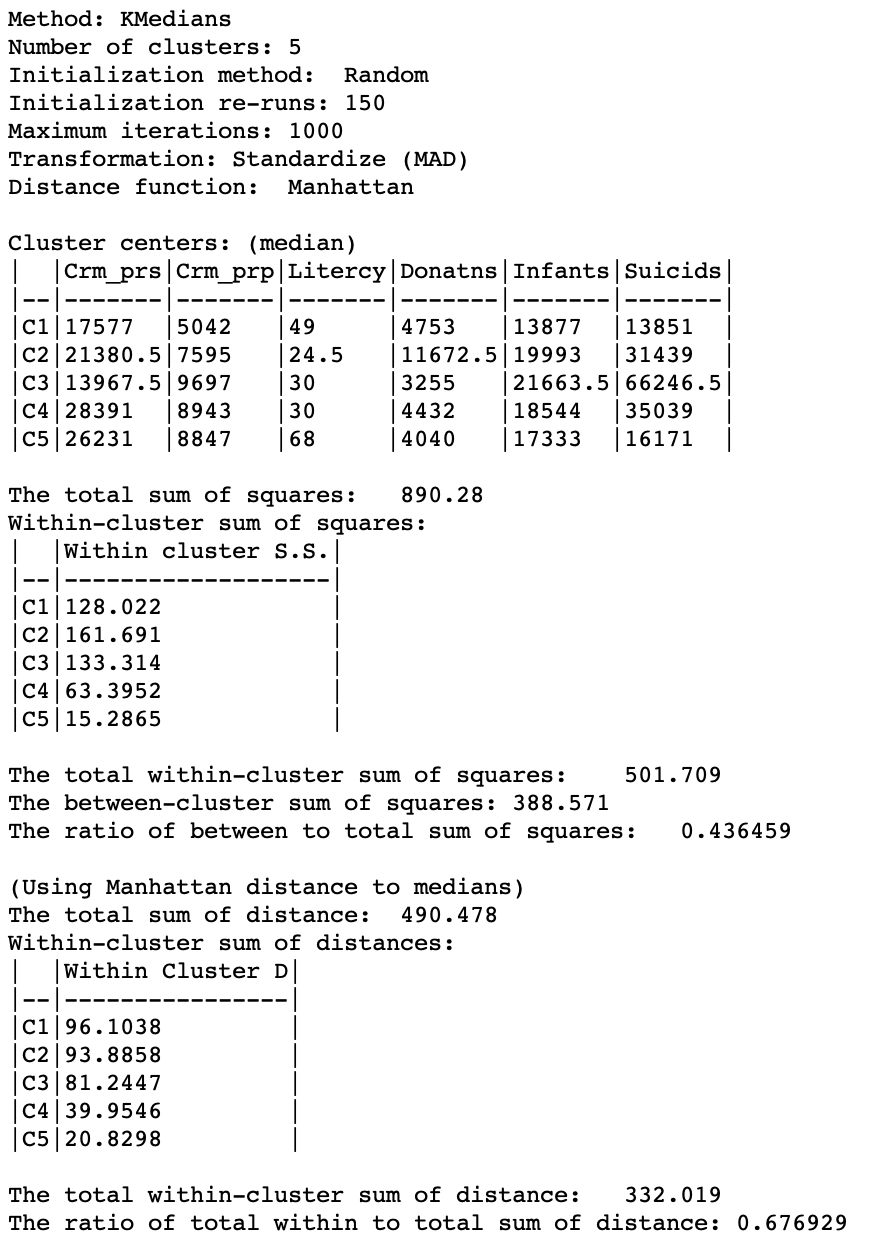 Method: KMedians
Number of clusters: 5
Initialization method:  Random
Initialization re-runs: 150
Maximum iterations: 1000
Transformation: Standardize (MAD)
Distance function:  Manhattan

Cluster centers: (median)
|  |Crm_prs|Crm_prp|Litercy|Donatns|Infants|Suicids|
|--|-------|-------|-------|-------|-------|-------|
|C1|17577  |5042   |49     |4753   |13877  |13851  |
|C2|21380.5|7595   |24.5   |11672.5|19993  |31439  |
|C3|13967.5|9697   |30     |3255   |21663.5|66246.5|
|C4|28391  |8943   |30     |4432   |18544  |35039  |
|C5|26231  |8847   |68     |4040   |17333  |16171  |

The total sum of squares:   890.28
Within-cluster sum of squares:
|  |Within cluster S.S.|
|--|-------------------|
|C1|128.022            |
|C2|161.691            |
|C3|133.314            |
|C4|63.3952            |
|C5|15.2865            |

The total within-cluster sum of squares:    501.709
The between-cluster sum of squares: 388.571
The ratio of between to total sum of squares:   0.436459

(Using Manhattan distance to medians)
The total sum of distance:  490.478
Within-cluster sum of distances:
|  |Within Cluster D|
|--|----------------|
|C1|96.1038         |
|C2|93.8858         |
|C3|81.2447         |
|C4|39.9546         |
|C5|20.8298         |

The total within-cluster sum of distance:   332.019
The ratio of total within to total sum of distance: 0.676929